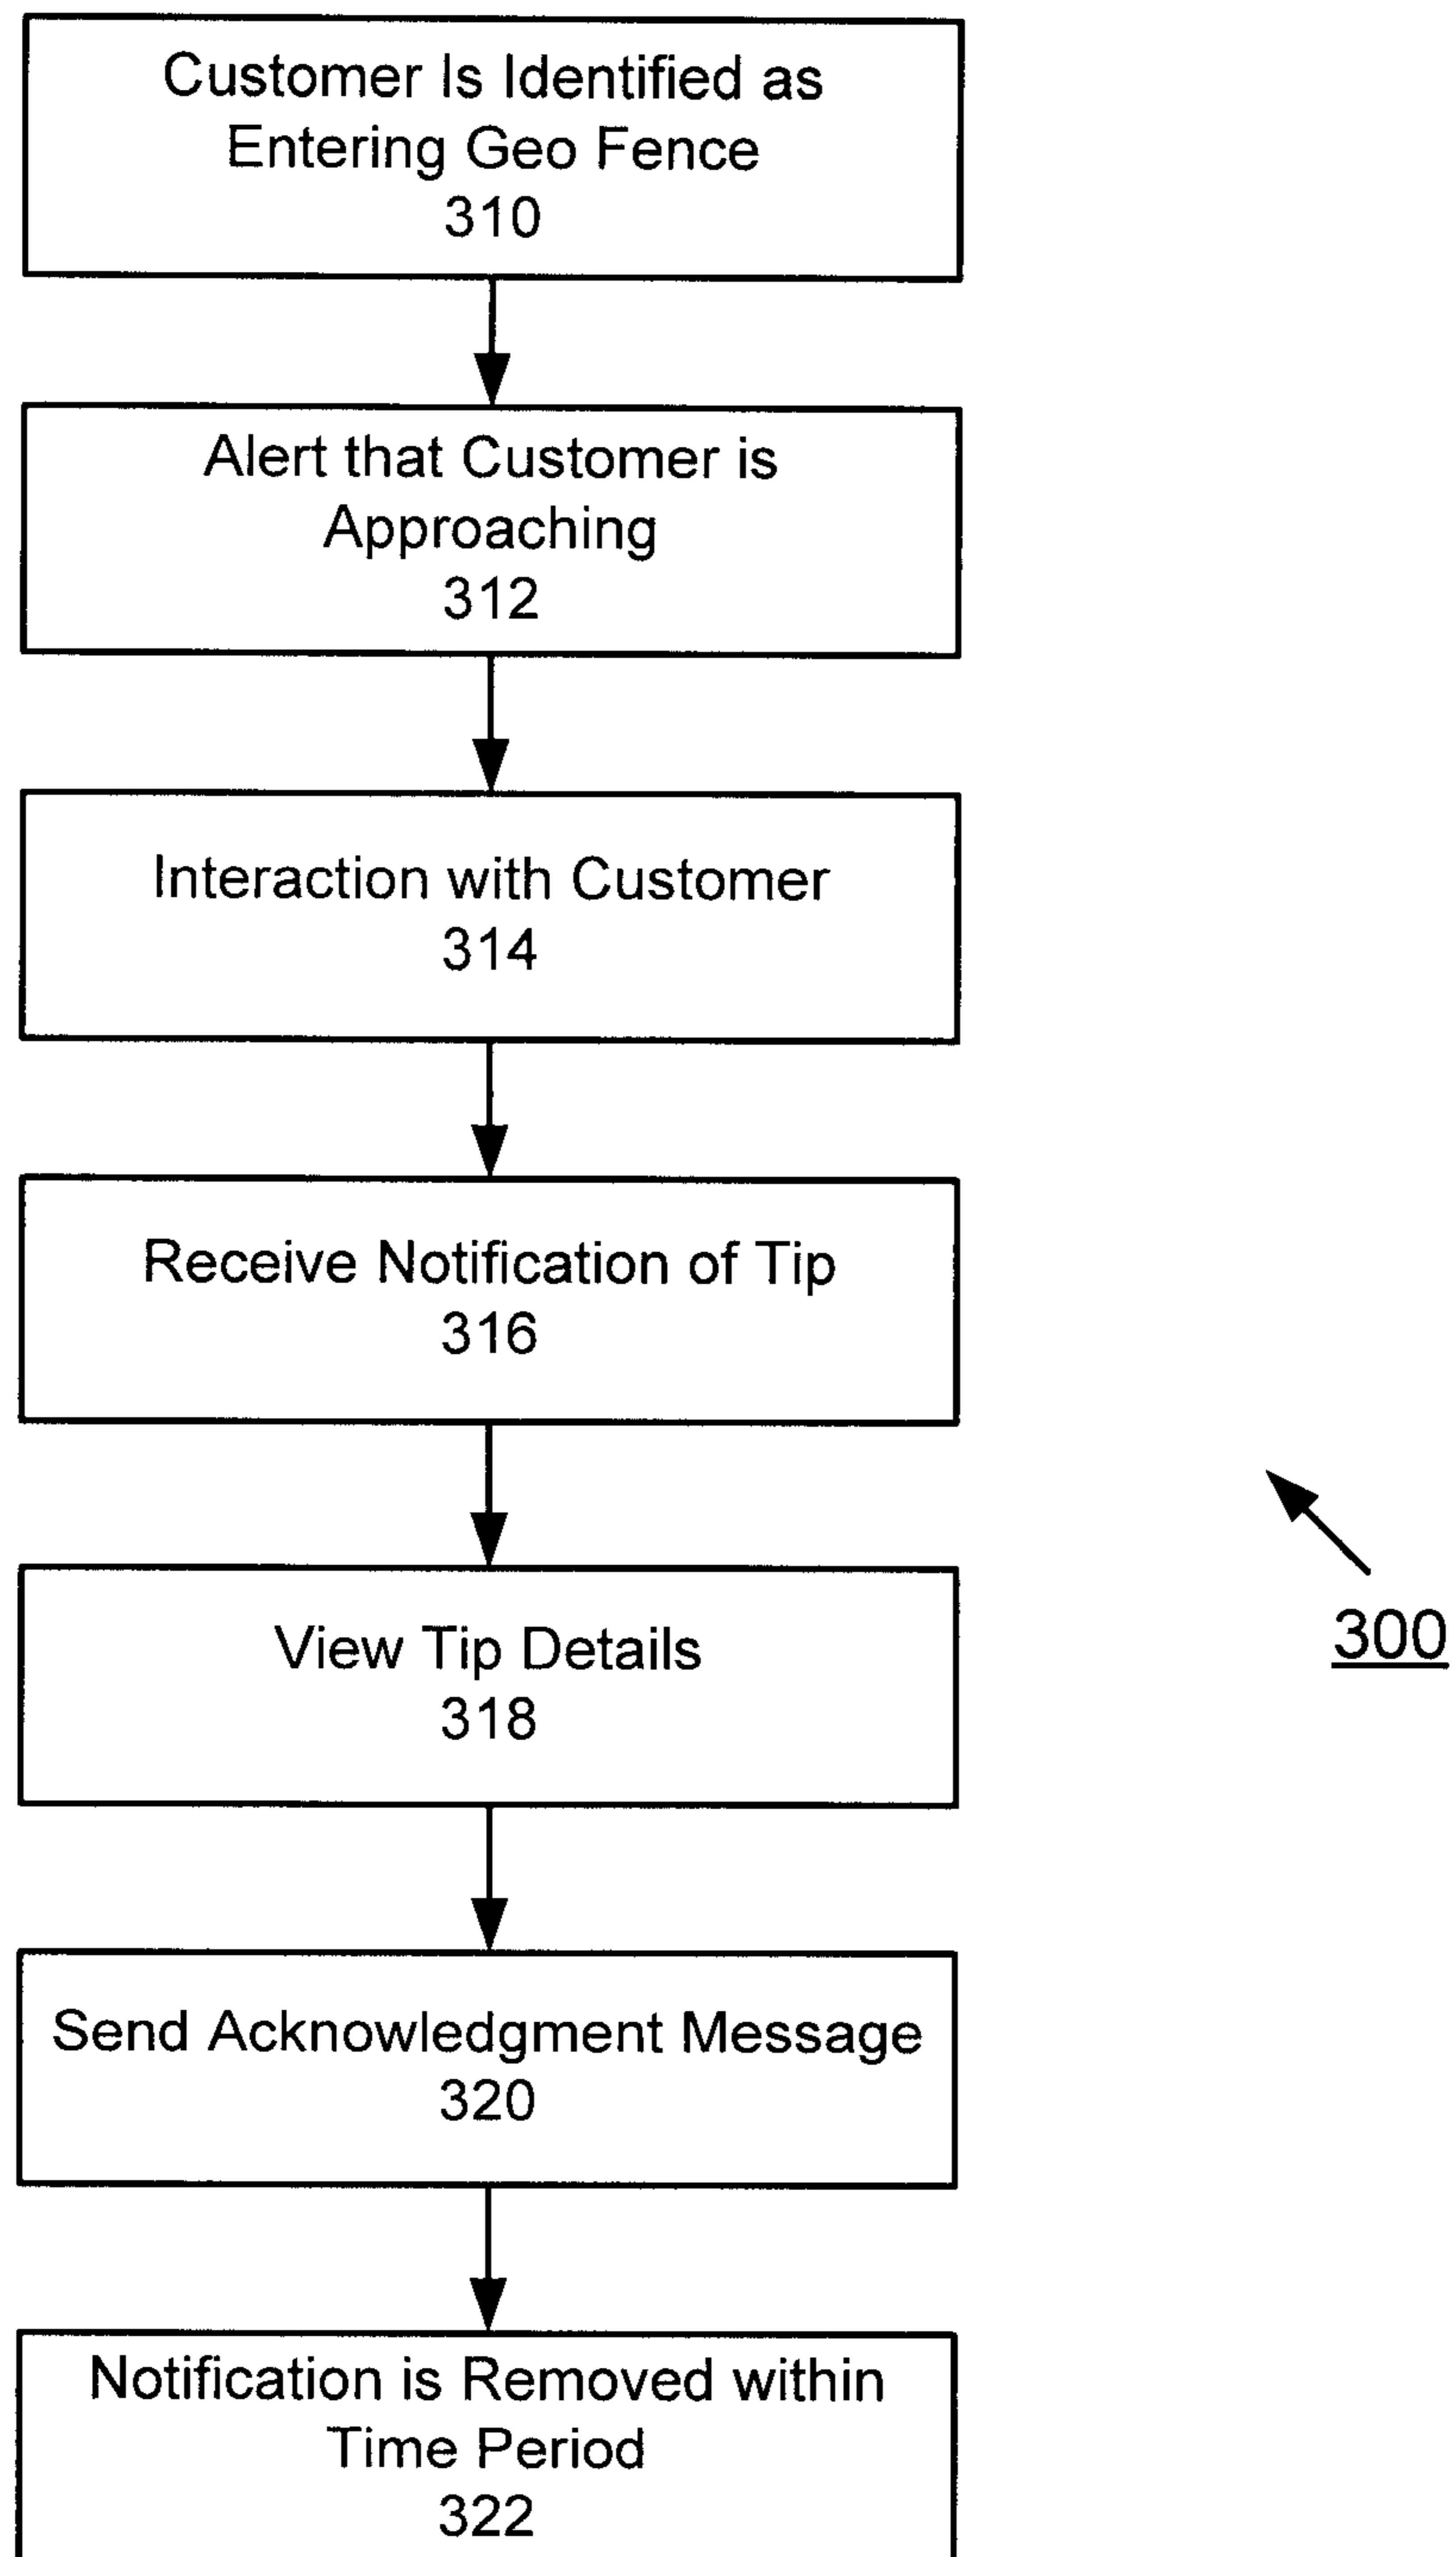 Customer Is Identified as
Entering Geo Fence
310
Alert that Customer is
Approaching
312
Interaction with Customer
314
Receive Notification of Tip
316
View Tip Details
318
300
Send Acknowledgment Message
320
Notification is Removed within
Time Period
322